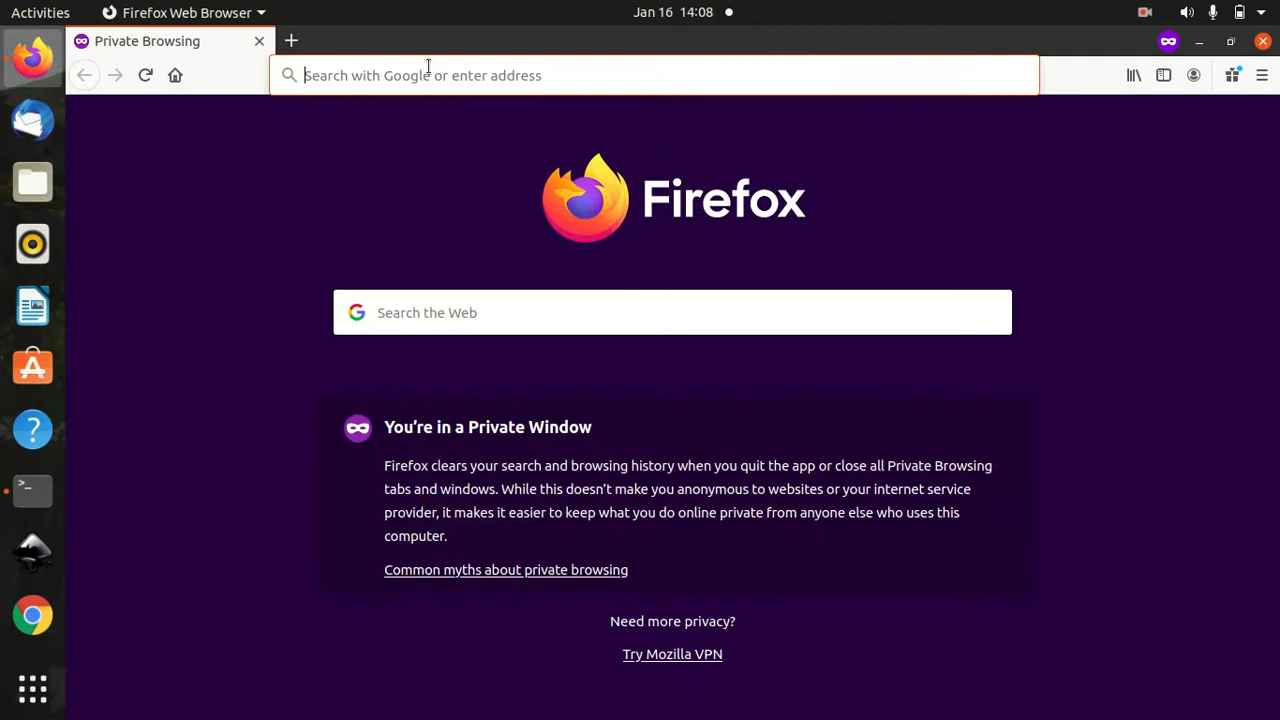 Activities
Firefox Web Browser
Jan 16 14:08
Private Browsing
Search with Google or enter address
Firefox
Search the Web
You're in a Private Window
Firefox clears your search and browsing history when you quit the app or close all Private Browsing
tabs and windows. While this doesn't make you anonymous to websites or your internet service
provider, it makes it easier to keep what you do online private from anyone else who uses this
computer.
Common myths about private browsing
Need more privacy?
Try Mozilla VPN